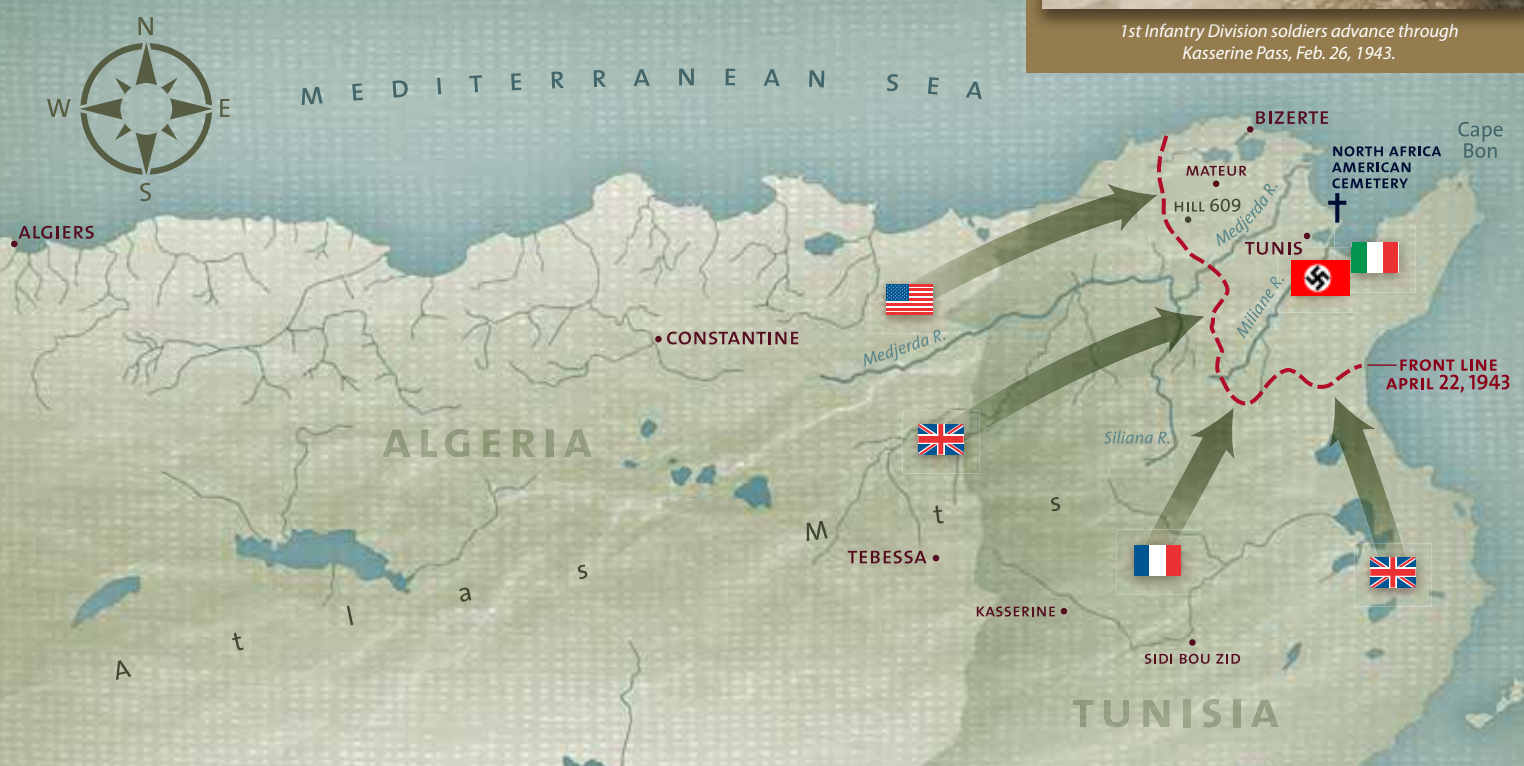 1st Infantry Division soldiers advance through
Kasserine Pass, Feb. 26, 1943.
N
W
E
S
MEDITERRANEAN SEA
BIZERTE
Cape
Bon
NORTH AFRICA
AMERICAN
CEMETERY
MATEUR
HILL 609
Medjerda R.
ALGIERS
TUNIS
Miliane R.
CONSTANTINE
Medjerda R.
FRONT LINE
APRIL 22, 1943
ALGERIA
Siliana R.
Atlas Mts
TEBESSA
KASSERINE
SIDI BOU ZID
TUNISIA